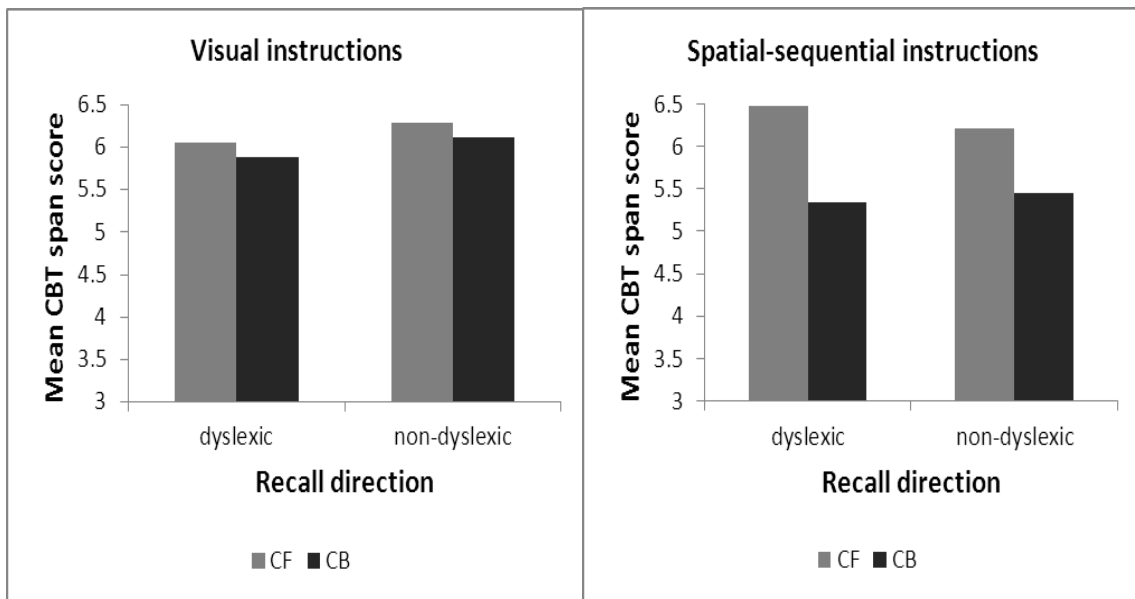 Visual instructions
Mean CBT span score
6.5
6
5.5
5
4.5
4
3.5
3
dyslexic
non-dyslexic
Recall direction
CF CB
Spatial-sequential instructions
Mean CBT span score
6.5
6
5.5
5
4.5
4
3.5
3
dyslexic
non-dyslexic
Recall direction
CF CB